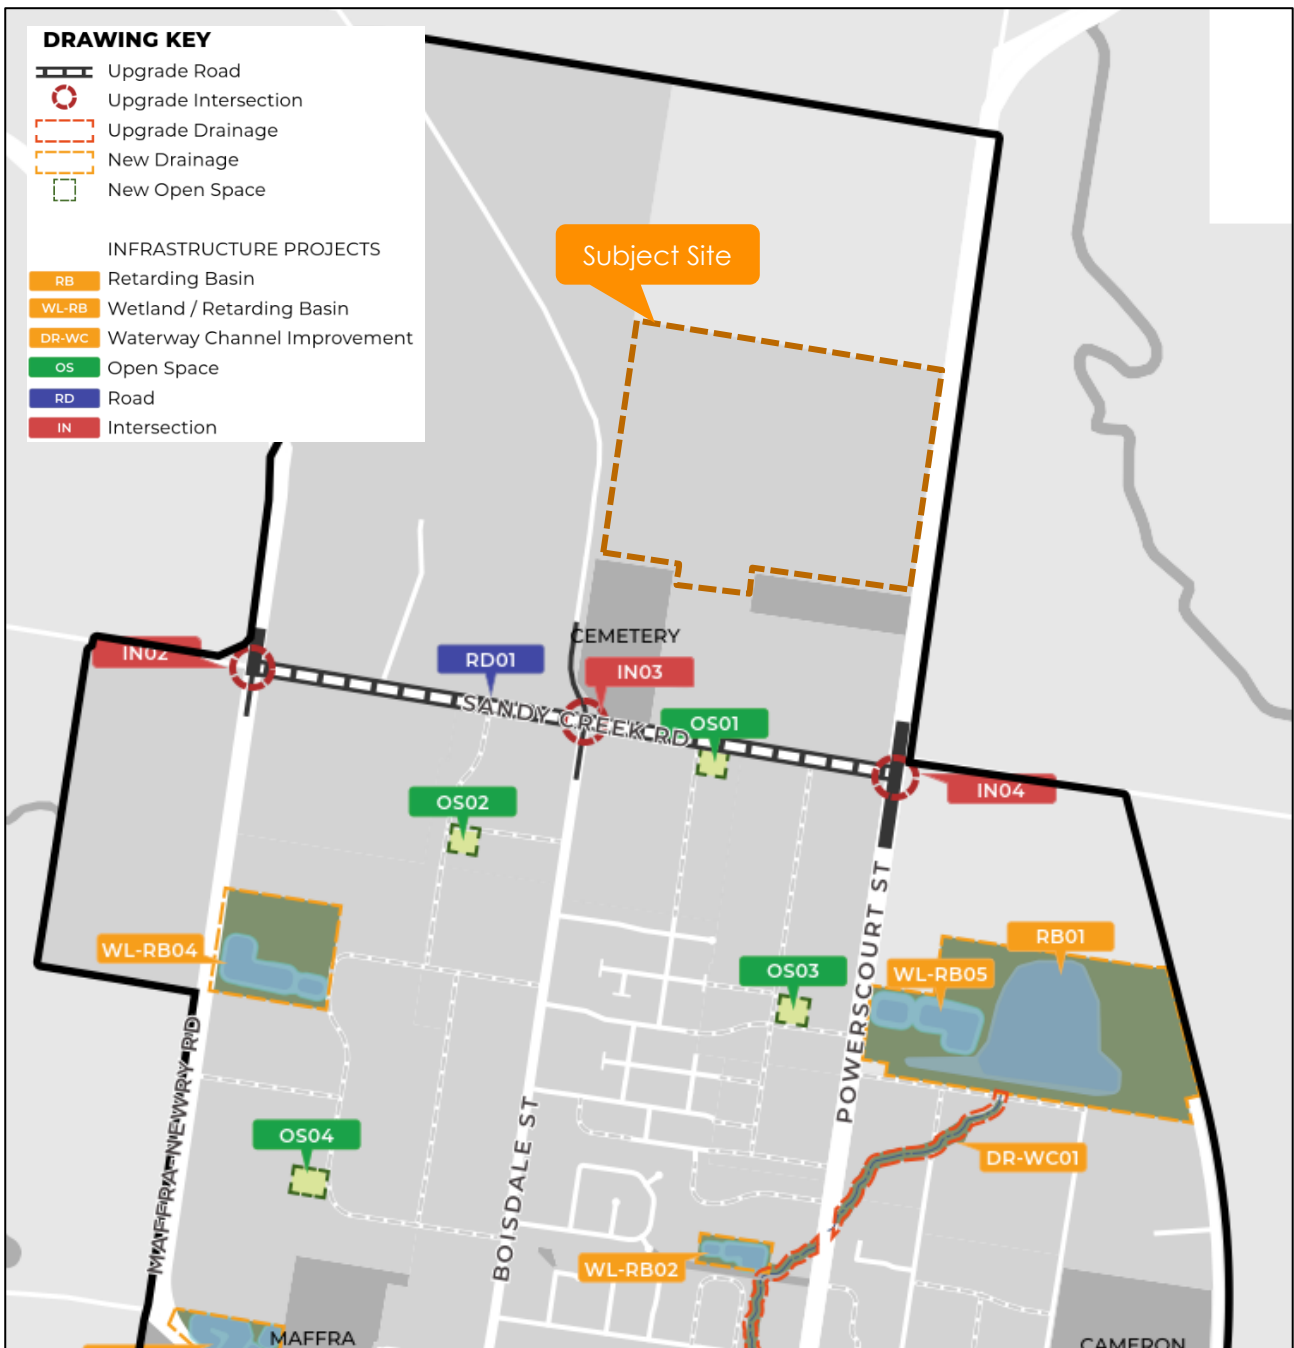 DRAWING KEY
Upgrade Road
Upgrade Intersection
Upgrade Drainage
New Drainage
New Open Space
INFRASTRUCTURE PROJECTS
RB Retarding Basin
WL-RB Wetland / Retarding Basin
DR-WC Waterway Channel Improvement
OS Open Space
RD Road
IN Intersection
Subject Site
CEMETERY
IN02
RD01
IN03
SANDY CREEK RD
OS01
IN04
OS02
POWERSCOURT ST
WL-RB04
RB01
OS03
WL-RB05
MAFFRA-NEWRY RD
BOISDALE ST
OS04
DR-WC01
WL-RB02
MAFFRA
CAMERON